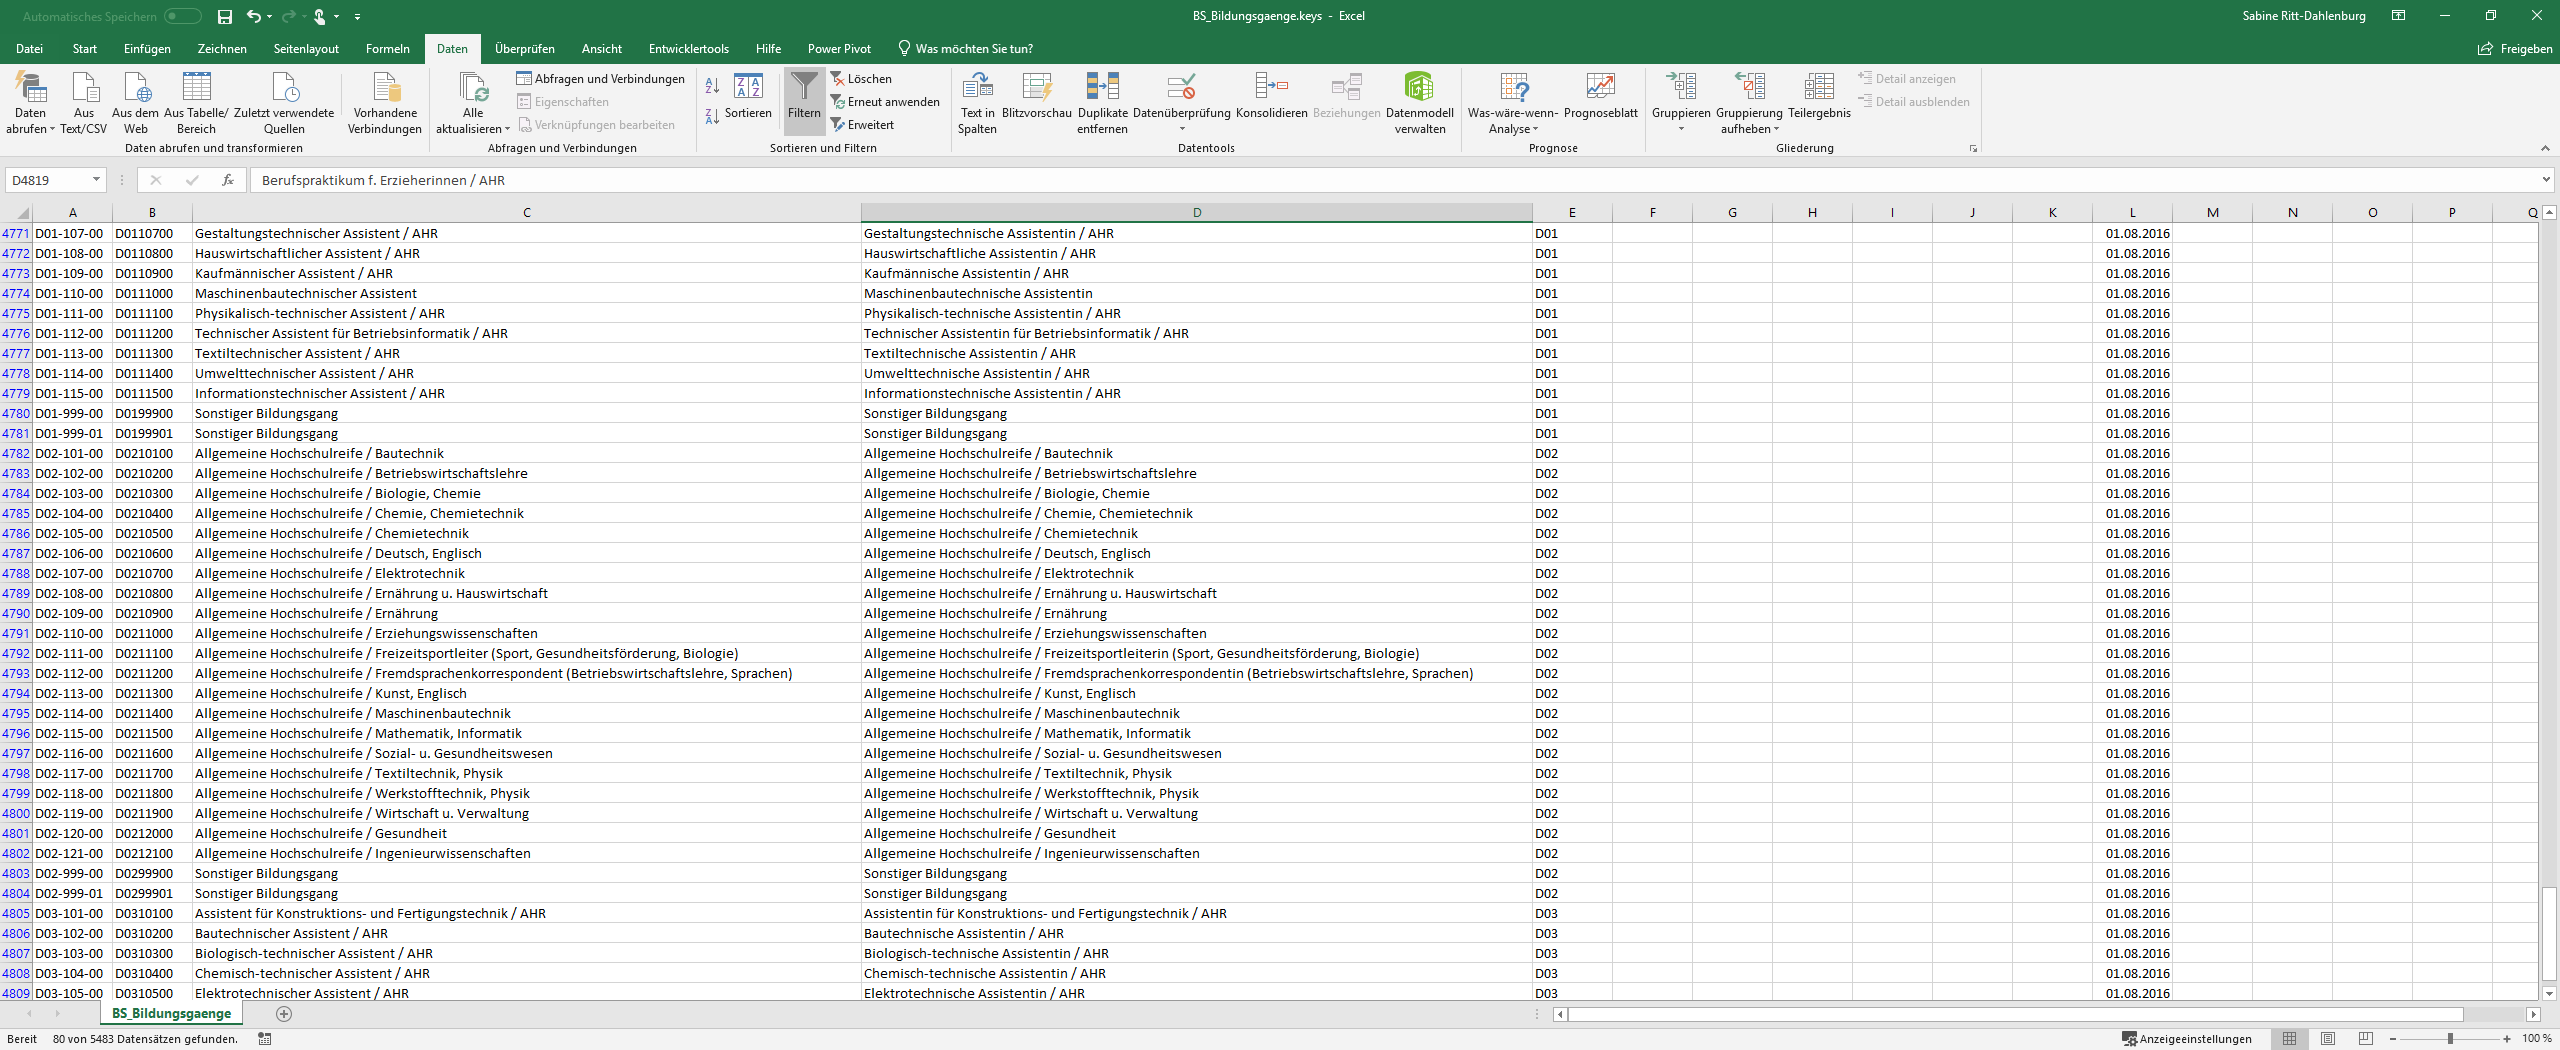 Automatisches Speichern
BS_Bildungsgaenge.keys - Excel
Sabine Ritt-Dahlenburg
Datei Start Einfügen Zeichnen Seitenlayout Formeln Daten Überprüfen Ansicht Entwicklertools Hilfe Power Pivot Was möchten Sie tun? Freigeben
Daten abrufen
Aus Text/CSV
Aus dem Web
Aus Tabelle/ Bereich
Zuletzt verwendete Quellen
Vorhandene Verbindungen
Daten abrufen und transformieren
Alle aktualisieren
Abfragen und Verbindungen
Eigenschaften
Verknüpfungen bearbeiten
Abfragen und Verbindungen
Sortieren
Filtern
Löschen
Erneut anwenden
Erweitert
Sortieren und Filtern
Text in Spalten
Blitzvorschau
Duplikate entfernen
Datenüberprüfung
Konsolidieren
Beziehungen
Datenmodell verwalten
Datentools
Was-wäre-wenn-Analyse
Prognoseblatt
Prognose
Gruppieren
Gruppierung aufheben
Teilergebnis
Detail anzeigen
Detail ausblenden
Gliederung
D4819 fx Berufspraktikum f. Erzieherinnen / AHR
A B C D E F G H I J K L M N O P Q
4771 D01-107-00 D0110700 Gestaltungstechnischer Assistent / AHR Gestaltungstechnische Assistentin / AHR D01 01.08.2016
4772 D01-108-00 D0110800 Hauswirtschaftlicher Assistent / AHR Hauswirtschaftliche Assistentin / AHR D01 01.08.2016
4773 D01-109-00 D0110900 Kaufmännischer Assistent / AHR Kaufmännische Assistentin / AHR D01 01.08.2016
4774 D01-110-00 D0111000 Maschinenbautechnischer Assistent Maschinenbautechnische Assistentin D01 01.08.2016
4775 D01-111-00 D0111100 Physikalisch-technischer Assistent / AHR Physikalisch-technische Assistentin / AHR D01 01.08.2016
4776 D01-112-00 D0111200 Technischer Assistent für Betriebsinformatik / AHR Technischer Assistentin für Betriebsinformatik / AHR D01 01.08.2016
4777 D01-113-00 D0111300 Textiltechnischer Assistent / AHR Textiltechnische Assistentin / AHR D01 01.08.2016
4778 D01-114-00 D0111400 Umwelttechnischer Assistent / AHR Umwelttechnische Assistentin / AHR D01 01.08.2016
4779 D01-115-00 D0111500 Informationstechnischer Assistent / AHR Informationstechnische Assistentin / AHR D01 01.08.2016
4780 D01-999-00 D0199900 Sonstiger Bildungsgang Sonstiger Bildungsgang D01 01.08.2016
4781 D01-999-01 D0199901 Sonstiger Bildungsgang Sonstiger Bildungsgang D01 01.08.2016
4782 D02-101-00 D0210100 Allgemeine Hochschulreife / Bautechnik Allgemeine Hochschulreife / Bautechnik D02 01.08.2016
4783 D02-102-00 D0210200 Allgemeine Hochschulreife / Betriebswirtschaftslehre Allgemeine Hochschulreife / Betriebswirtschaftslehre D02 01.08.2016
4784 D02-103-00 D0210300 Allgemeine Hochschulreife / Biologie, Chemie Allgemeine Hochschulreife / Biologie, Chemie D02 01.08.2016
4785 D02-104-00 D0210400 Allgemeine Hochschulreife / Chemie, Chemietechnik Allgemeine Hochschulreife / Chemie, Chemietechnik D02 01.08.2016
4786 D02-105-00 D0210500 Allgemeine Hochschulreife / Chemietechnik Allgemeine Hochschulreife / Chemietechnik D02 01.08.2016
4787 D02-106-00 D0210600 Allgemeine Hochschulreife / Deutsch, Englisch Allgemeine Hochschulreife / Deutsch, Englisch D02 01.08.2016
4788 D02-107-00 D0210700 Allgemeine Hochschulreife / Elektrotechnik Allgemeine Hochschulreife / Elektrotechnik D02 01.08.2016
4789 D02-108-00 D0210800 Allgemeine Hochschulreife / Ernährung u. Hauswirtschaft Allgemeine Hochschulreife / Ernährung u. Hauswirtschaft D02 01.08.2016
4790 D02-109-00 D0210900 Allgemeine Hochschulreife / Ernährung Allgemeine Hochschulreife / Ernährung D02 01.08.2016
4791 D02-110-00 D0211000 Allgemeine Hochschulreife / Erziehungswissenschaften Allgemeine Hochschulreife / Erziehungswissenschaften D02 01.08.2016
4792 D02-111-00 D0211100 Allgemeine Hochschulreife / Freizeitsportleiter (Sport, Gesundheitsförderung, Biologie) Allgemeine Hochschulreife / Freizeitsportleiterin (Sport, Gesundheitsförderung, Biologie) D02 01.08.2016
4793 D02-112-00 D0211200 Allgemeine Hochschulreife / Fremdsprachenkorrespondent (Betriebswirtschaftslehre, Sprachen) Allgemeine Hochschulreife / Fremdsprachenkorrespondentin (Betriebswirtschaftslehre, Sprachen) D02 01.08.2016
4794 D02-113-00 D0211300 Allgemeine Hochschulreife / Kunst, Englisch Allgemeine Hochschulreife / Kunst, Englisch D02 01.08.2016
4795 D02-114-00 D0211400 Allgemeine Hochschulreife / Maschinenbautechnik Allgemeine Hochschulreife / Maschinenbautechnik D02 01.08.2016
4796 D02-115-00 D0211500 Allgemeine Hochschulreife / Mathematik, Informatik Allgemeine Hochschulreife / Mathematik, Informatik D02 01.08.2016
4797 D02-116-00 D0211600 Allgemeine Hochschulreife / Sozial- u. Gesundheitswesen Allgemeine Hochschulreife / Sozial- u. Gesundheitswesen D02 01.08.2016
4798 D02-117-00 D0211700 Allgemeine Hochschulreife / Textiltechnik, Physik Allgemeine Hochschulreife / Textiltechnik, Physik D02 01.08.2016
4799 D02-118-00 D0211800 Allgemeine Hochschulreife / Werkstofftechnik, Physik Allgemeine Hochschulreife / Werkstofftechnik, Physik D02 01.08.2016
4800 D02-119-00 D0211900 Allgemeine Hochschulreife / Wirtschaft u. Verwaltung Allgemeine Hochschulreife / Wirtschaft u. Verwaltung D02 01.08.2016
4801 D02-120-00 D0212000 Allgemeine Hochschulreife / Gesundheit Allgemeine Hochschulreife / Gesundheit D02 01.08.2016
4802 D02-121-00 D0212100 Allgemeine Hochschulreife / Ingenieurwissenschaften Allgemeine Hochschulreife / Ingenieurwissenschaften D02 01.08.2016
4803 D02-999-00 D0299900 Sonstiger Bildungsgang Sonstiger Bildungsgang D02 01.08.2016
4804 D02-999-01 D0299901 Sonstiger Bildungsgang Sonstiger Bildungsgang D02 01.08.2016
4805 D03-101-00 D0310100 Assistent für Konstruktions- und Fertigungstechnik / AHR Assistentin für Konstruktions- und Fertigungstechnik / AHR D03 01.08.2016
4806 D03-102-00 D0310200 Bautechnischer Assistent / AHR Bautechnische Assistentin / AHR D03 01.08.2016
4807 D03-103-00 D0310300 Biologisch-technischer Assistent / AHR Biologisch-technische Assistentin / AHR D03 01.08.2016
4808 D03-104-00 D0310400 Chemisch-technischer Assistent / AHR Chemisch-technische Assistentin / AHR D03 01.08.2016
4809 D03-105-00 D0310500 Elektrotechnischer Assistent / AHR Elektrotechnische Assistentin / AHR D03 01.08.2016
BS_Bildungsgaenge
Bereit 80 von 5483 Datensätzen gefunden. Anzeigeeinstellungen 100 %